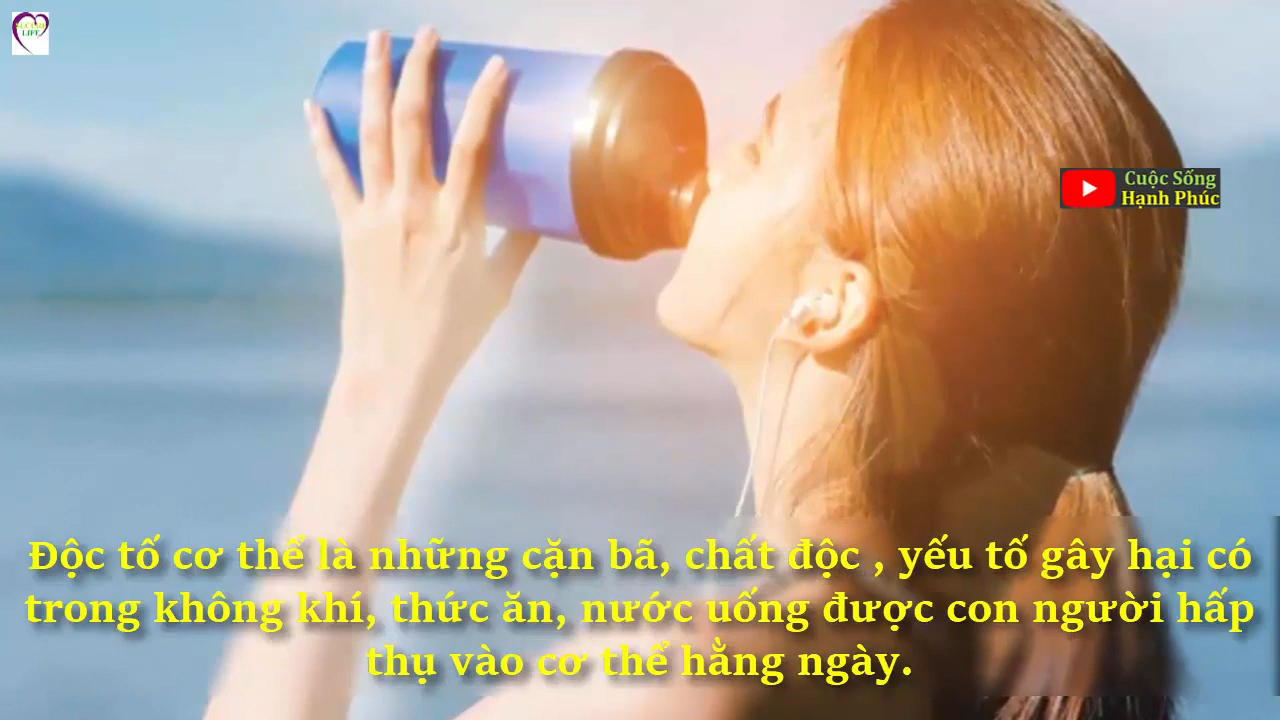 LIFE
Cuộc Sống
Hạnh Phúc
Độc tố cơ thể là những cặn bã, chất độc , yếu tố gây hại có
trong không khí, thức ăn, nước uống được con người hấp
thụ vào cơ thể hằng ngày.